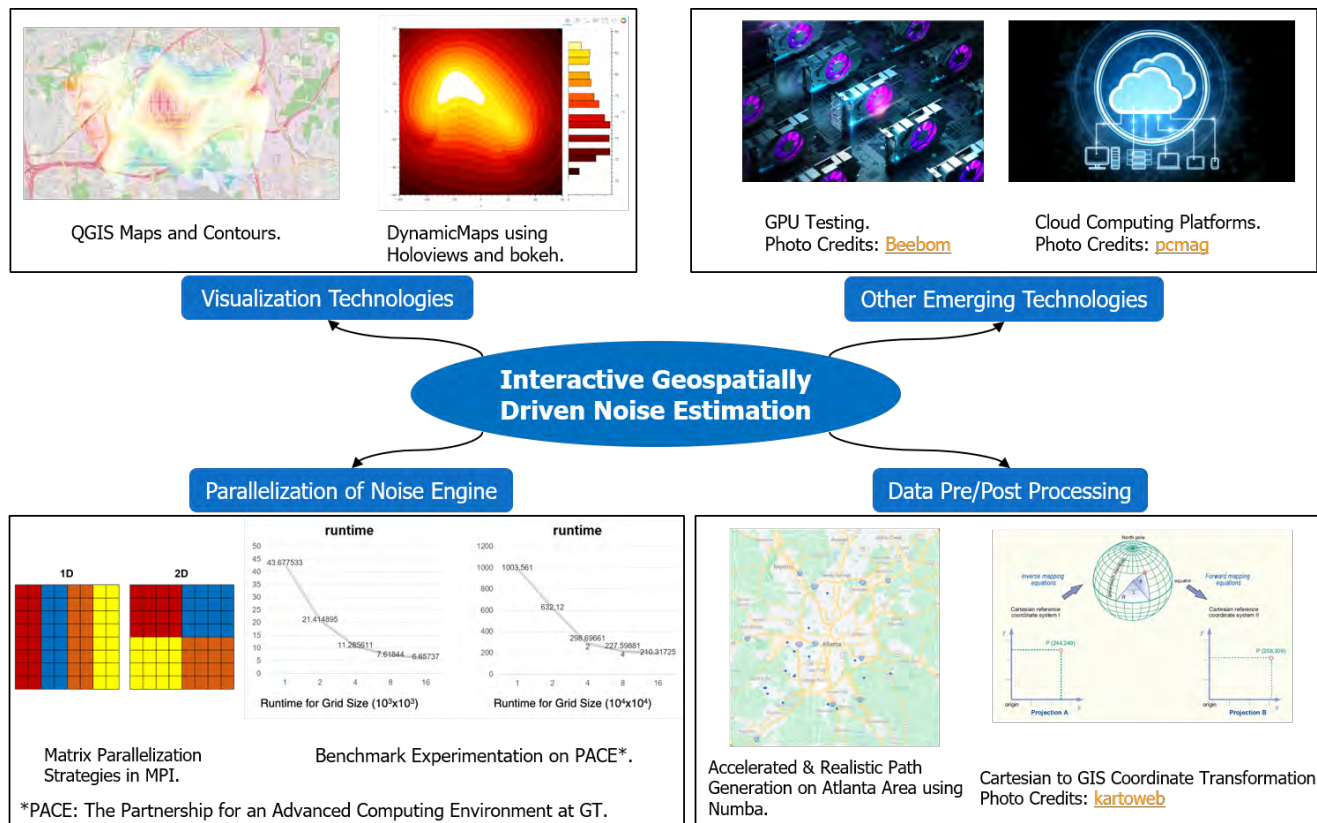 QGIS Maps and Contours.
DynamicMaps using
Holoviews and bokeh.
GPU Testing.
Photo Credits: Beebom
Cloud Computing Platforms.
Photo Credits: pcmag
Visualization Technologies
Other Emerging Technologies
Interactive Geospatially
Driven Noise Estimation
Parallelization of Noise Engine
Data Pre/Post Processing
1D
2D
runtime
50
45
40
35
30
25
20
15
10
5
0
43.677533
21.414895
11.285611
7.61844
6.65737
1 2 4 8 16
Runtime for Grid Size (10³x10³)
runtime
1200
1000
800
600
400
200
0
1003.561
632.12
298.69661
2
227.59881
4
210.31725
1 2 4 8 16
Runtime for Grid Size (10⁴x10⁴)
Matrix Parallelization
Strategies in MPI.
Benchmark Experimentation on PACE*.
*PACE: The Partnership for an Advanced Computing Environment at GT.
Atlanta
Accelerated & Realistic Path
Generation on Atlanta Area using
Numba.
North pole
equator
Inverse mapping
equations
Forward mapping
equations
Cartesian reference
coordinate system I
Cartesian reference
coordinate system II
y
P (244,249)
x
origin
Projection A
y
P (208,309)
x
origin
Projection B
Cartesian to GIS Coordinate Transformation
Photo Credits: kartoweb